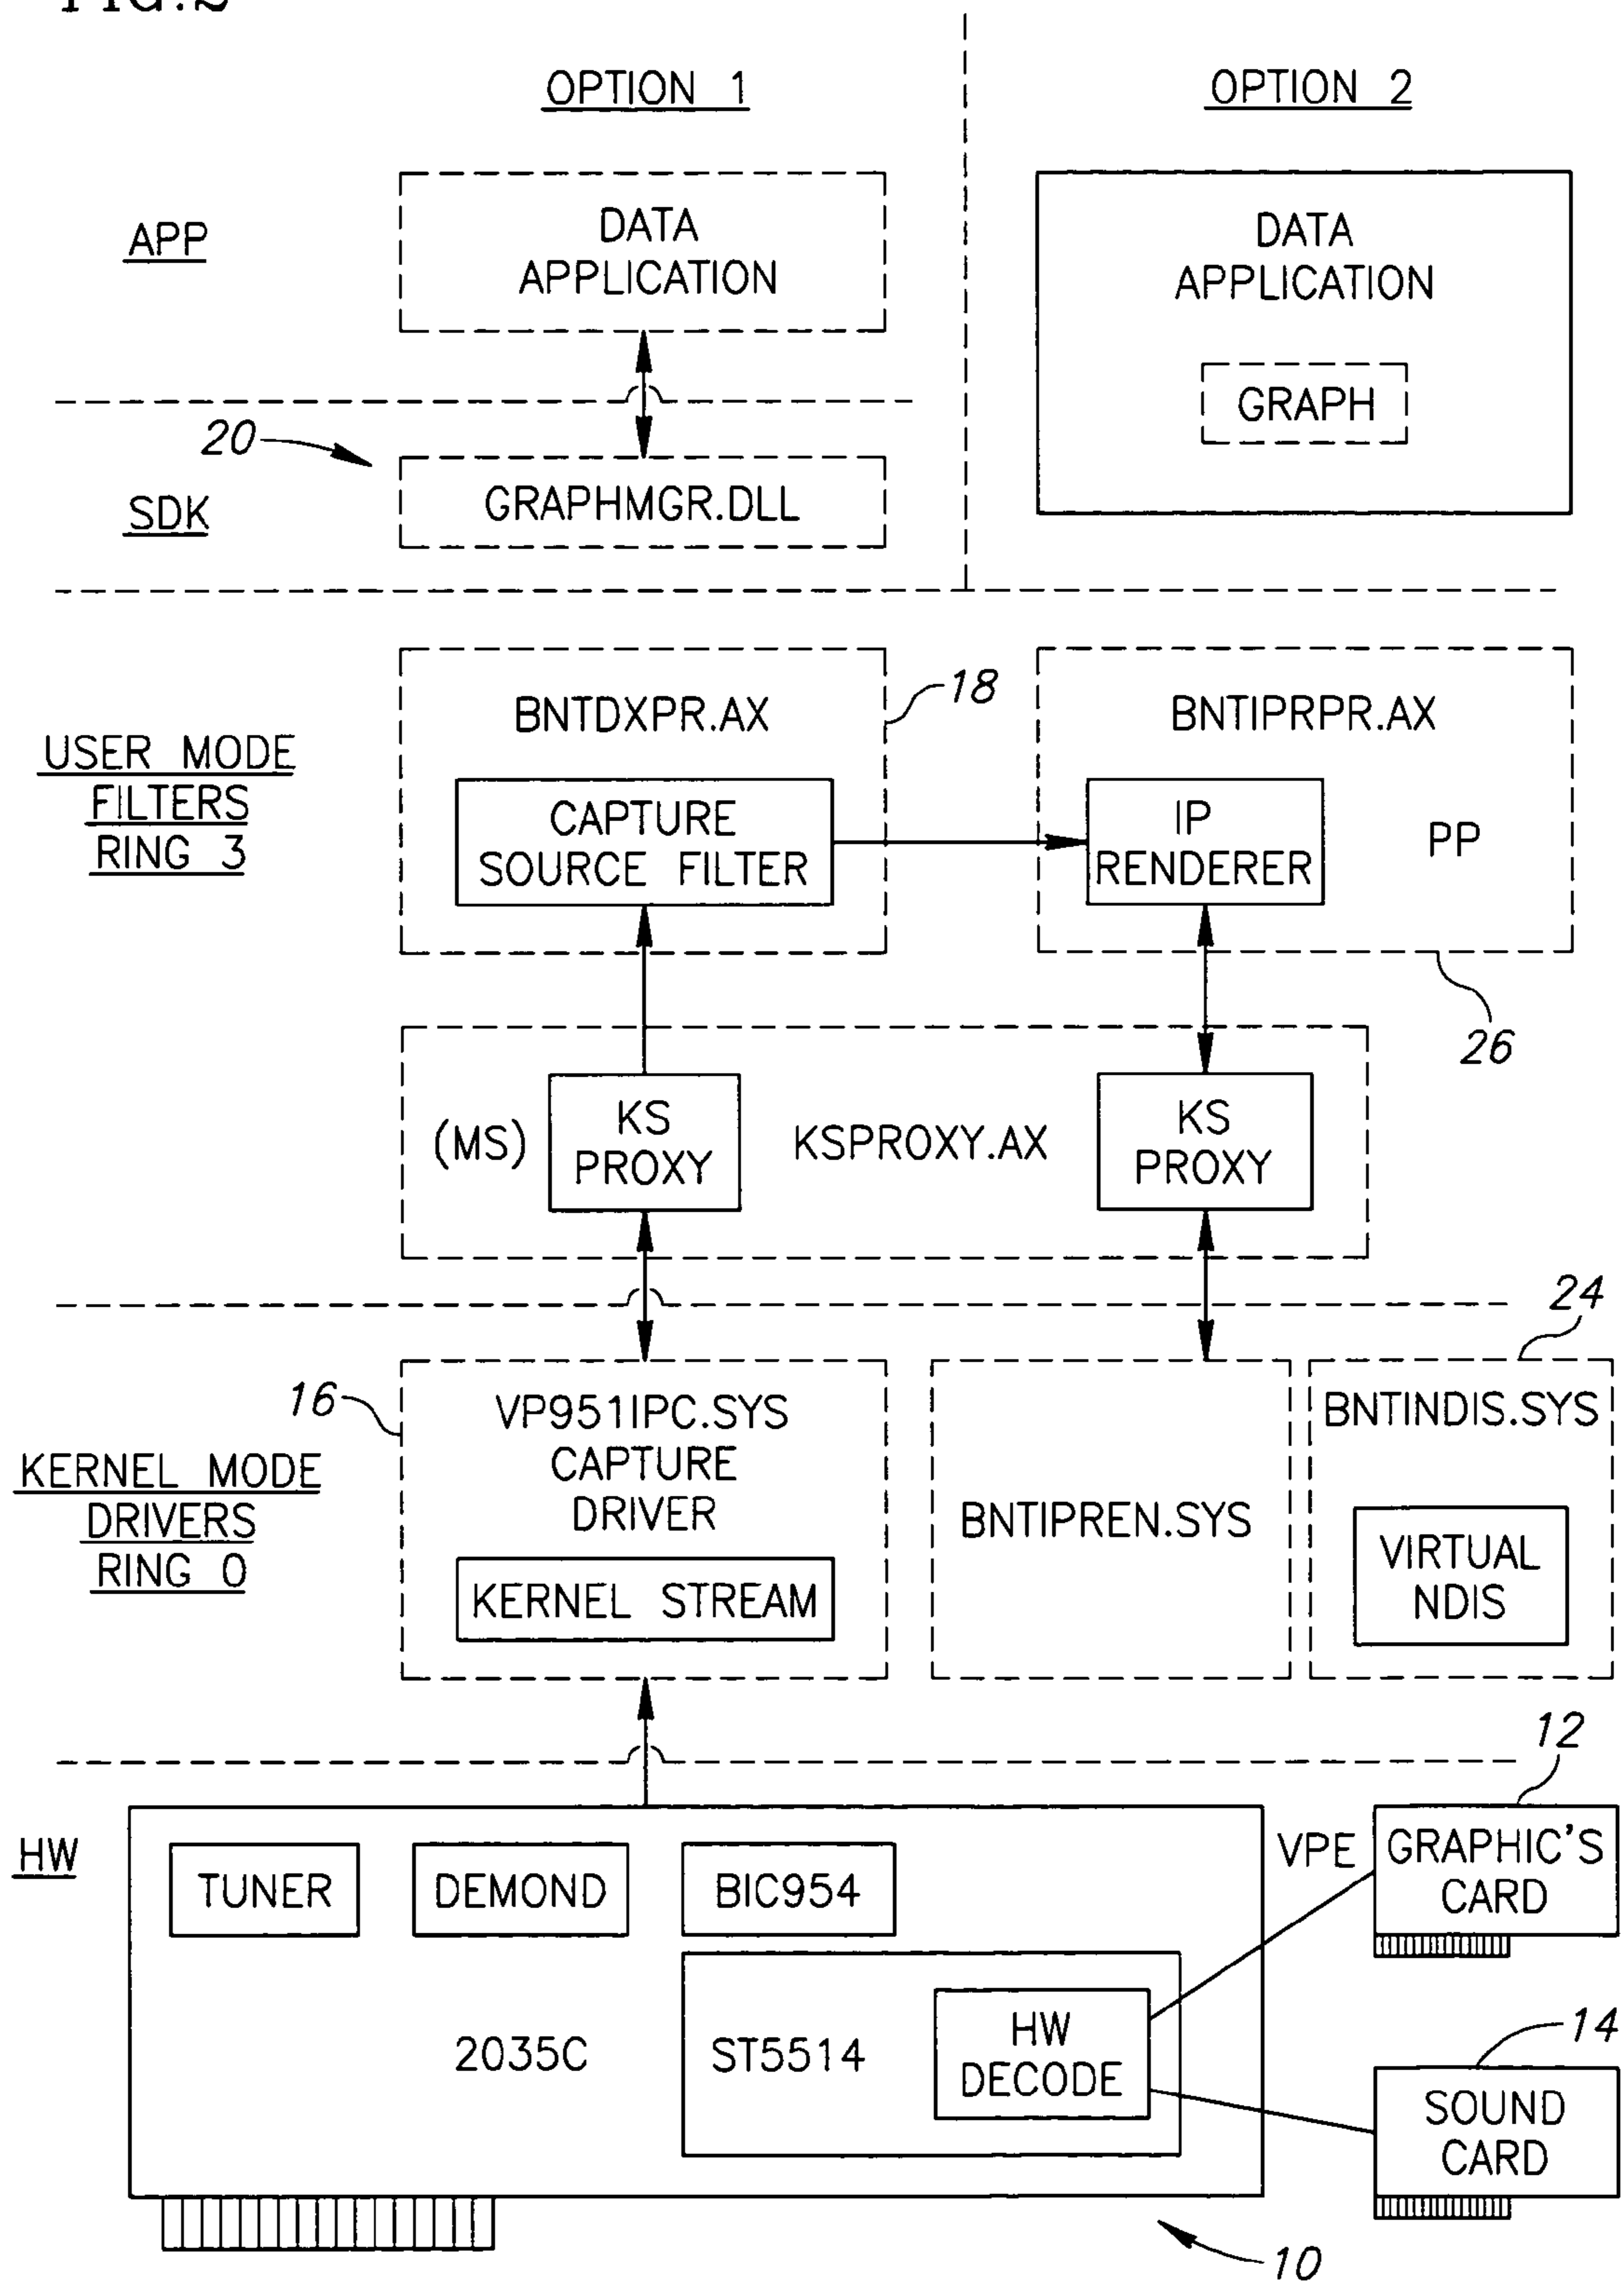 FIG.2
OPTION 1
OPTION 2
APP
DATA
APPLICATION
DATA
APPLICATION
GRAPH
20
SDK
GRAPHMGR.DLL
BNTDXPR.AX
18
BNTIPRPR.AX
USER MODE
FILTERS
RING 3
CAPTURE
SOURCE FILTER
IP
RENDERER
PP
26
(MS)
KS
PROXY
KSPROXY.AX
KS
PROXY
24
16
VP951IPC.SYS
CAPTURE
DRIVER
KERNEL STREAM
BNTIPREN.SYS
BNTINDIS.SYS
VIRTUAL
NDIS
KERNEL MODE
DRIVERS
RING 0
12
HW
TUNER
DEMOND
BIC954
VPE
GRAPHIC'S
CARD
2035C
ST5514
HW
DECODE
14
SOUND
CARD
10